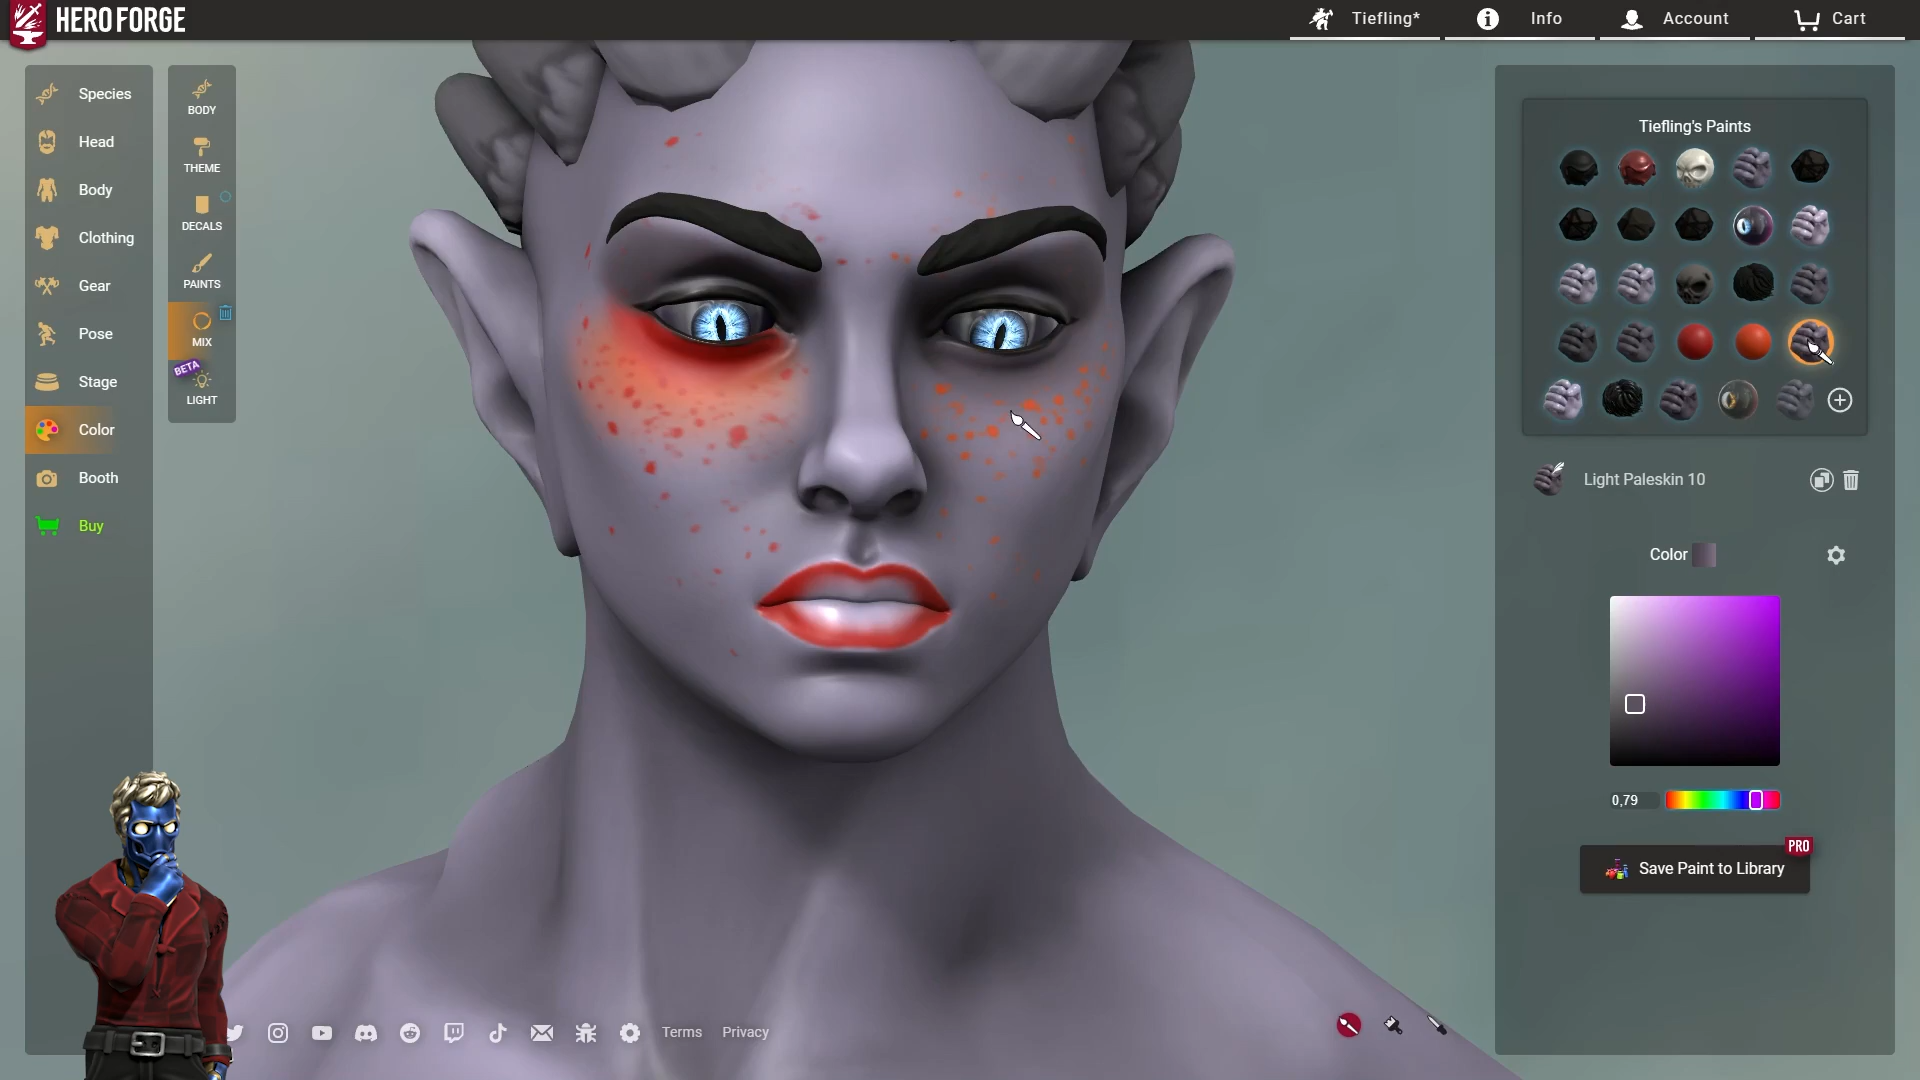 HERO FORGE
Tiefling*
Info
Account
Cart
Species
Head
Body
Clothing
Gear
Pose
Stage
Color
Booth
Buy
BODY
THEME
DECALS
PAINTS
MIX
BETA
LIGHT
Tiefling's Paints
Light Paleskin 10
Color
0,79
PRO
Save Paint to Library
Terms
Privacy